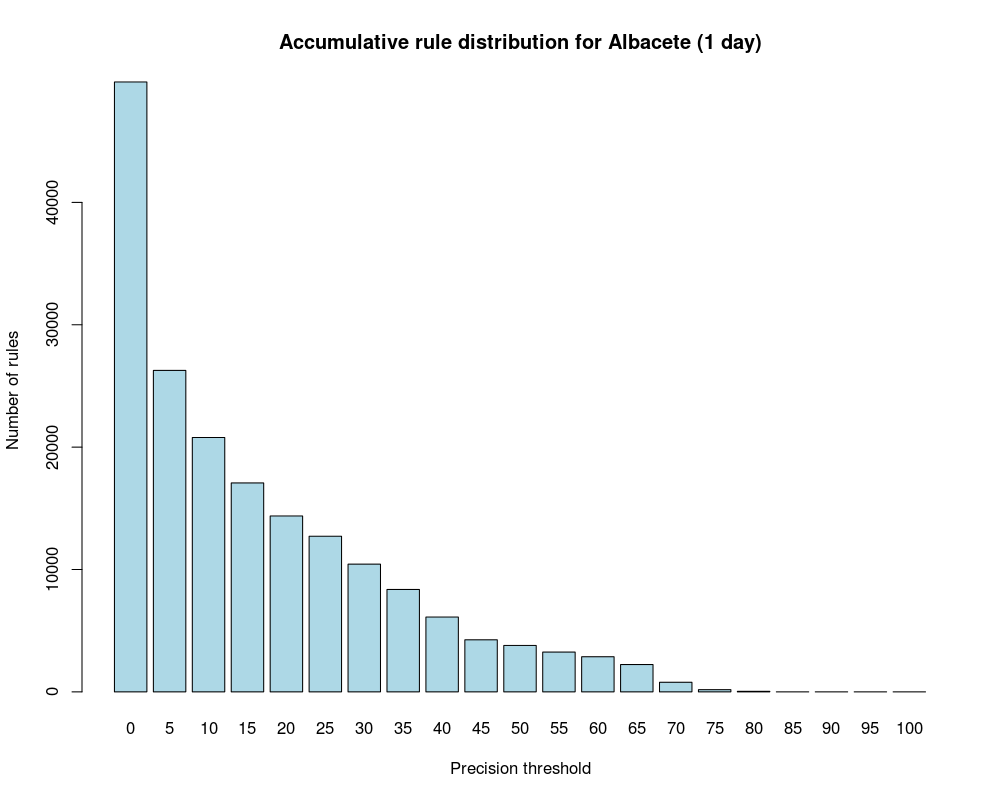 Accumulative rule distribution for Albacete (1 day)
Number of rules
40000
30000
20000
10000
0
0 5 10 15 20 25 30 35 40 45 50 55 60 65 70 75 80 85 90 95 100
Precision threshold